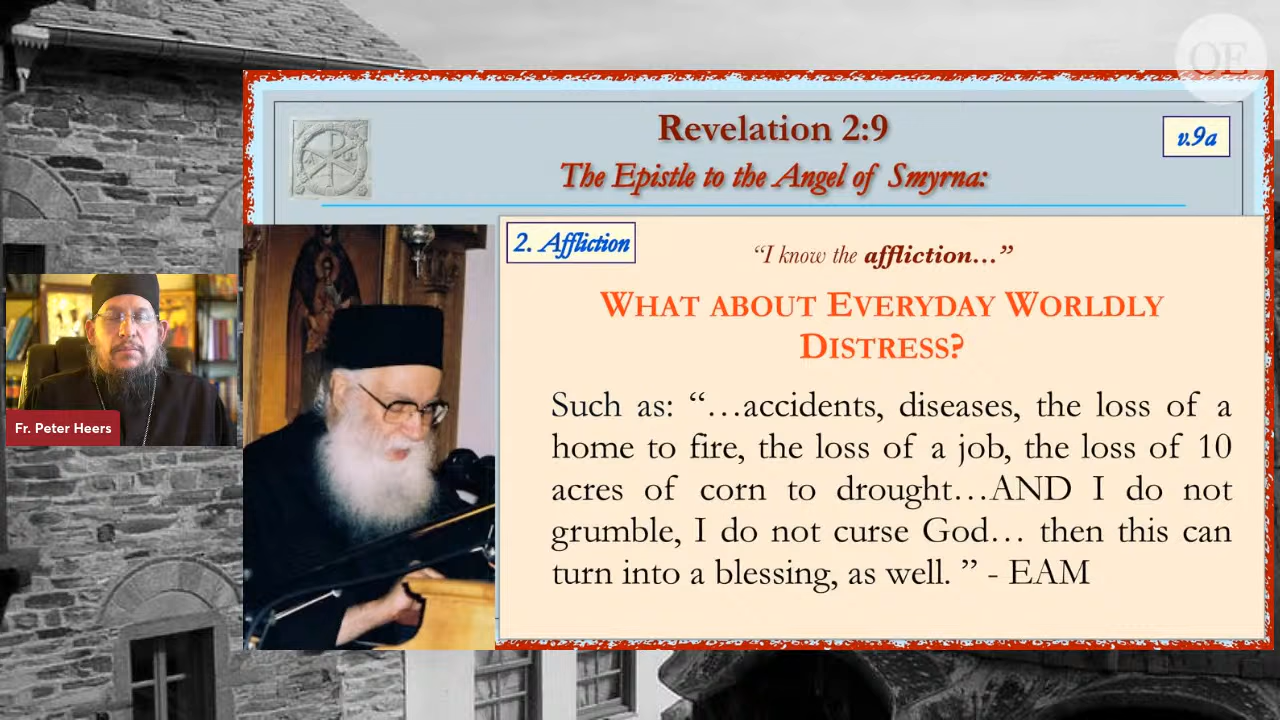 OE
Revelation 2:9
v.9a
The Epistle to the Angel of Smyrna:
2. Affliction
“I know the affliction…”
WHAT ABOUT EVERYDAY WORLDLY
DISTRESS?
Such as: “…accidents, diseases, the loss of a
home to fire, the loss of a job, the loss of 10
acres of corn to drought…AND I do not
grumble, I do not curse God… then this can
turn into a blessing, as well. ” - EAM
Fr. Peter Heers